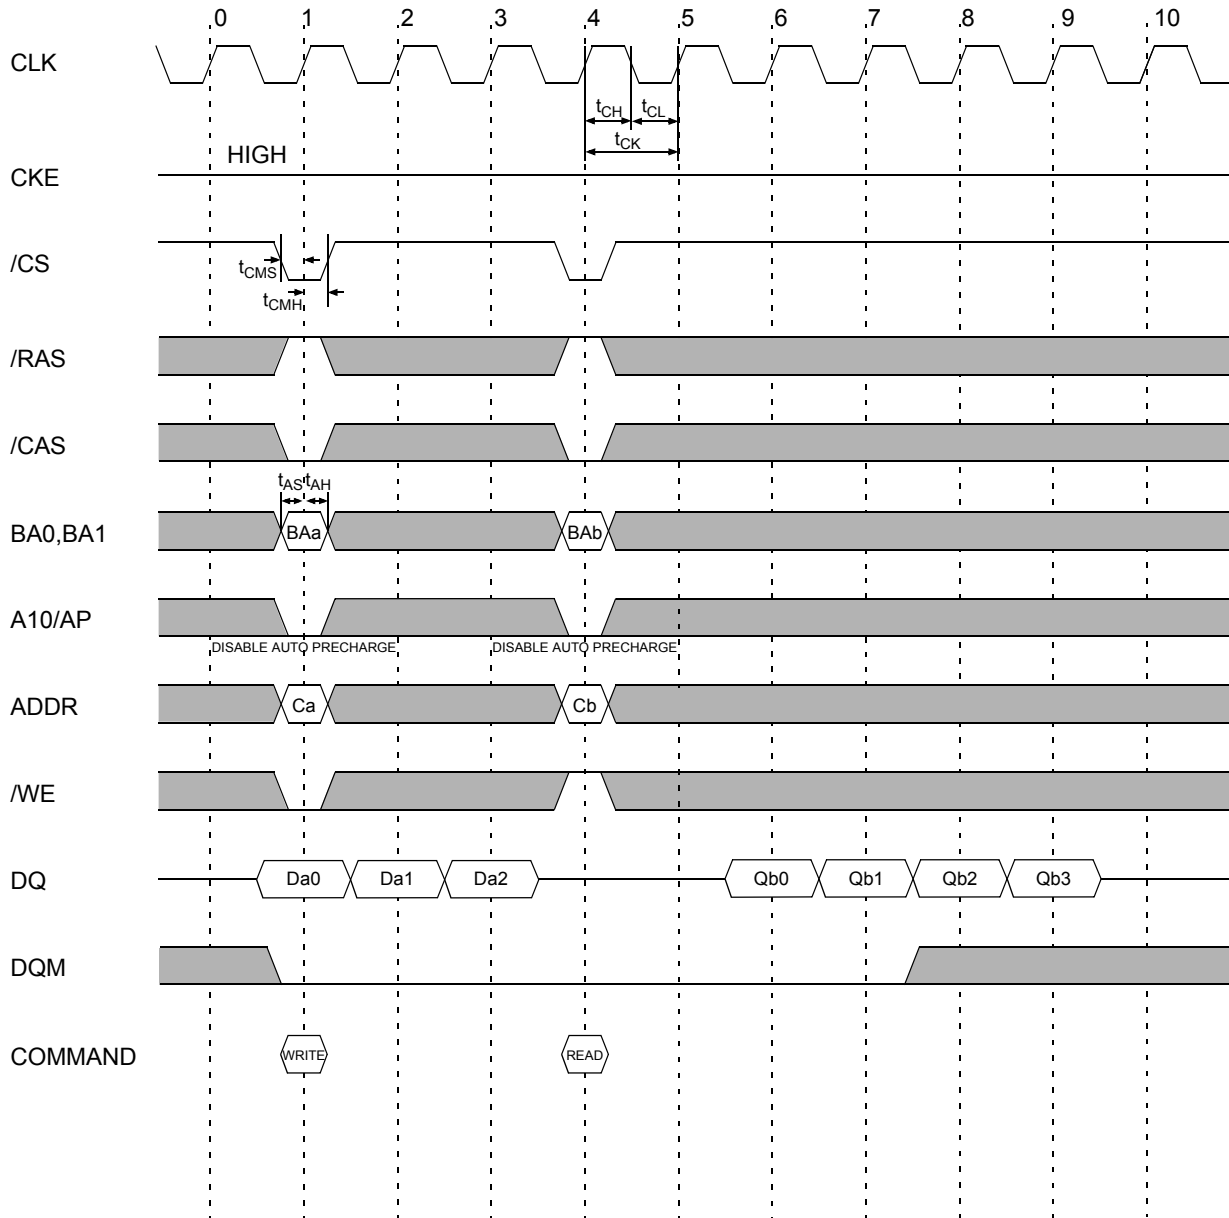 0 1 2 3 4 5 6 7 8 9 10
CLK
tCH tCL
tCK
HIGH
CKE
/CS
tCMS
tCMH
/RAS
/CAS
tAS tAH
BA0,BA1 BAa BAb
A10/AP
DISABLE AUTO PRECHARGE DISABLE AUTO PRECHARGE
ADDR Ca Cb
/WE
DQ Da0 Da1 Da2 Qb0 Qb1 Qb2 Qb3
DQM
COMMAND WRITE READ